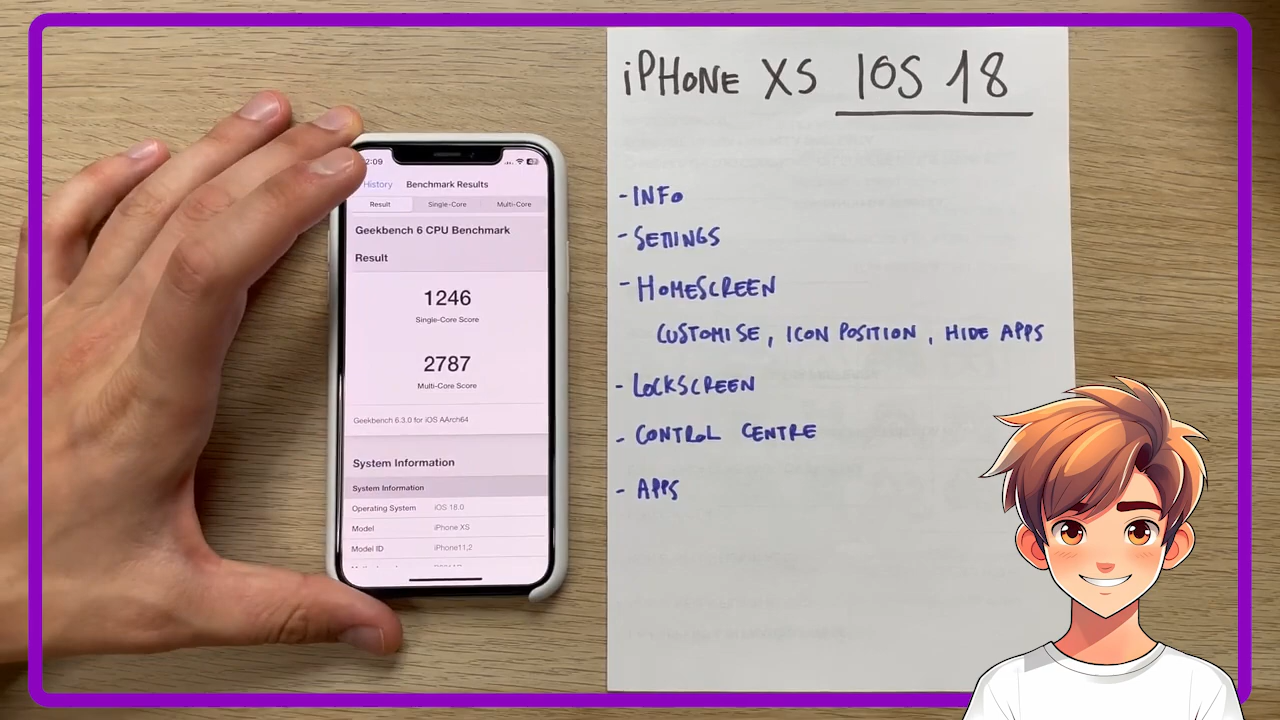 2:09
History Benchmark Results
Result Single-Core Multi-Core
Geekbench 6 CPU Benchmark
Result
1246
Single-Core Score
2787
Multi-Core Score
Geekbench 6.3.0 for iOS AArch64
System Information
System Information
Operating System iOS 18.0
Model iPhone XS
Model ID iPhone11,2
iPHONE XS IOS 18
- INFO
- SETTINGS
- HOMESCREEN
CUSTOMISE, ICON POSITION, HIDE APPS
- LOCKSCREEN
- CONTROL CENTRE
- APPS